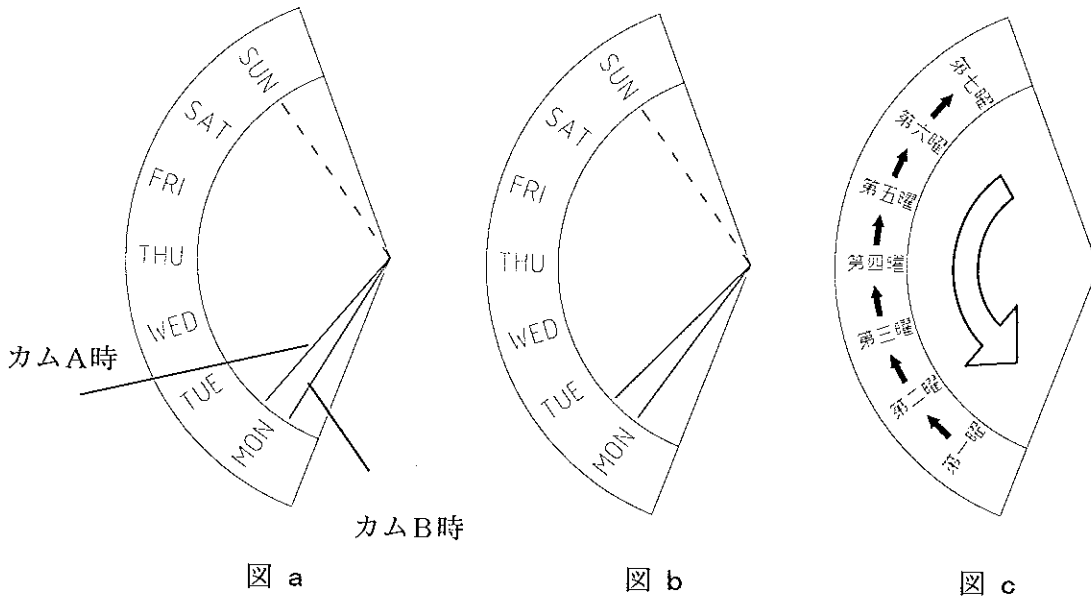 SUN
SAT
FRI
THU
WED
TUE
MON
カムA時
カムB時
図 a
SUN
SAT
FRI
THU
WED
TUE
MON
図 b
第七曜
第六曜
第五曜
第四曜
第三曜
第二曜
第一曜
図 c